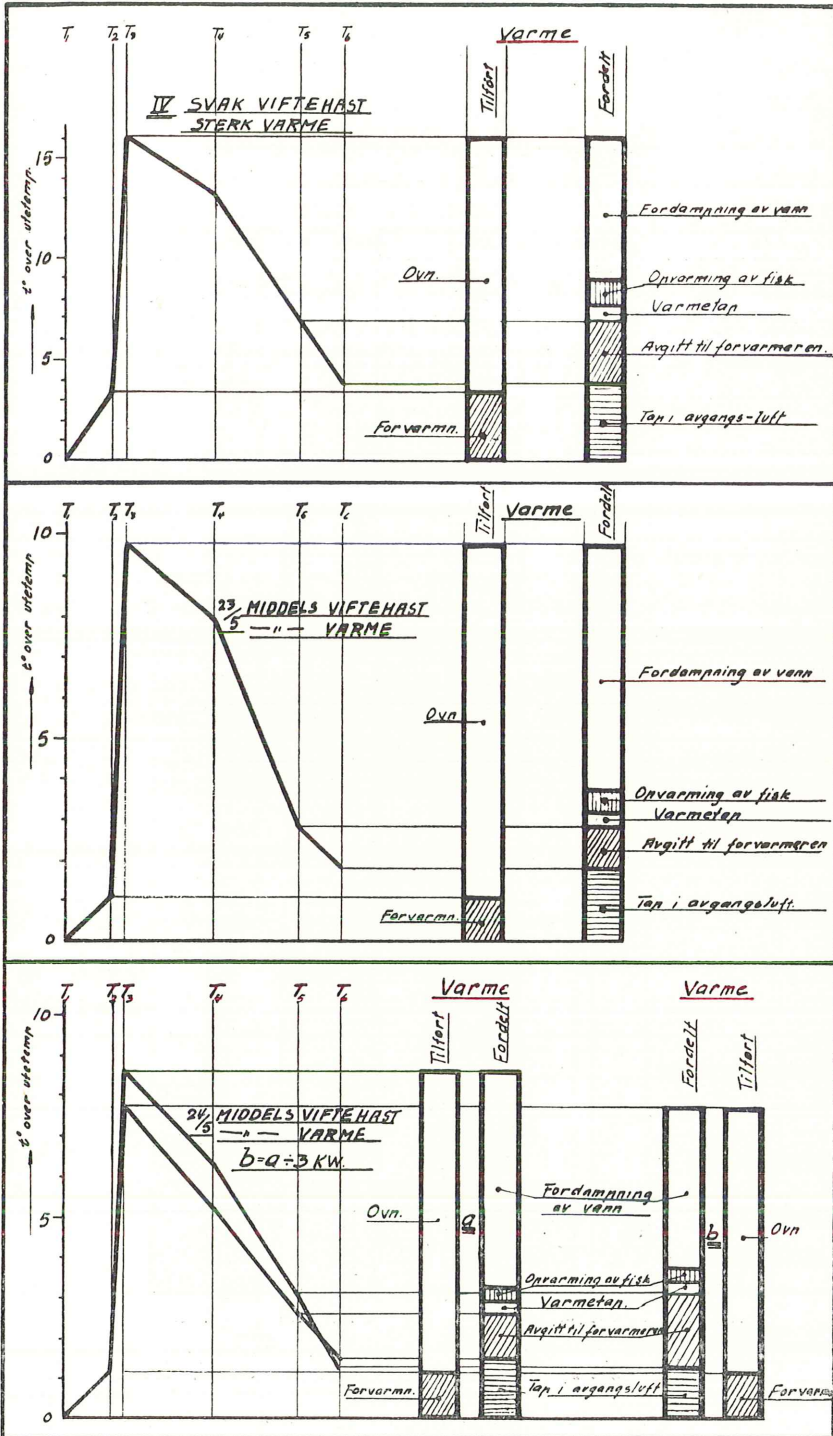 T₁ T₂ T₃ T₄ T₅ T₆
Varme
Tilført
Fordelt
IV SVAK VIFTEHAST
STERK VARME
t° over utetemp.
15
10
5
0
Ovn.
Forvarmn.
Fordampning av vann
Opvarming av fisk
Varmetap
Avgitt til forvarmeren.
Tap i avgangs-luft
T₁ T₂ T₃ T₄ T₅ T₆
Varme
Tilført
Fordelt
23/5 MIDDELS VIFTEHAST
—〃— VARME
t° over utetemp
10
5
0
Ovn
Forvarmn.
Fordampning av vann
Opvarming av fisk
Varmetap
Avgitt til forvarmeren
Tap i avgangsluft.
T₁ T₂ T₃ T₄ T₅ T₆
Varme
Varme
Tilført
Fordelt
Fordelt
Tilført
24/5 MIDDELS VIFTEHAST
—〃— VARME
b=a÷3 KW.
t° over utetemp
10
5
0
Ovn.
a
Fordampning
av vann
b
Ovn
Opvarming av fisk
Varmetap.
Avgitt til forvarmeren
Forvarmn.
Tap i avgangsluft